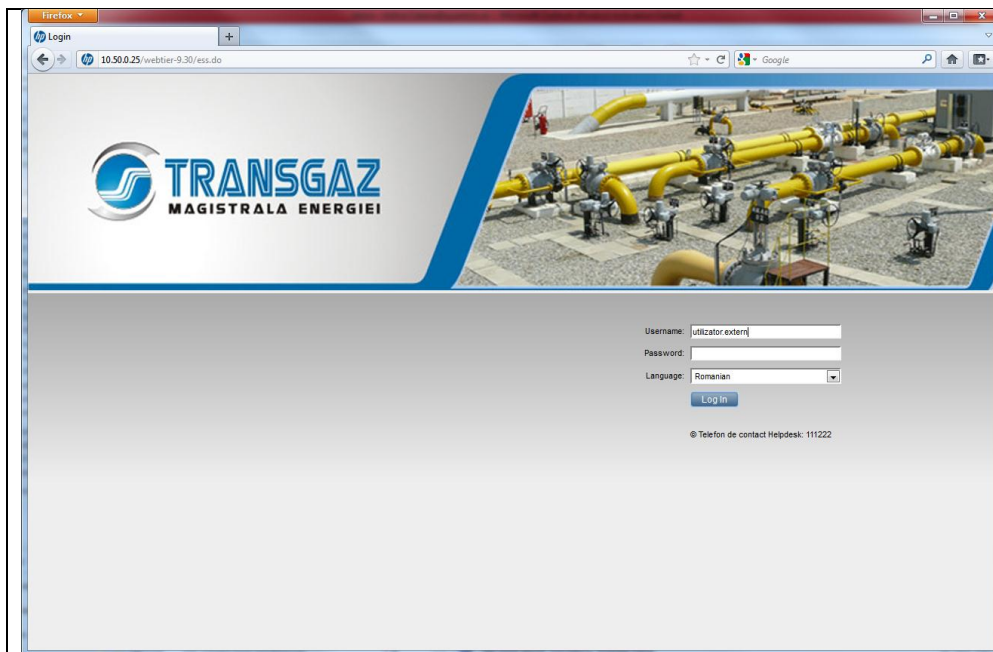 Firefox
Login
10.50.0.25/webtier-9.30/ess.do
Google
TRANSGAZ
MAGISTRALA ENERGIEI
Username: utilizator.extern
Password:
Language: Romanian
Log In
© Telefon de contact Helpdesk: 111222